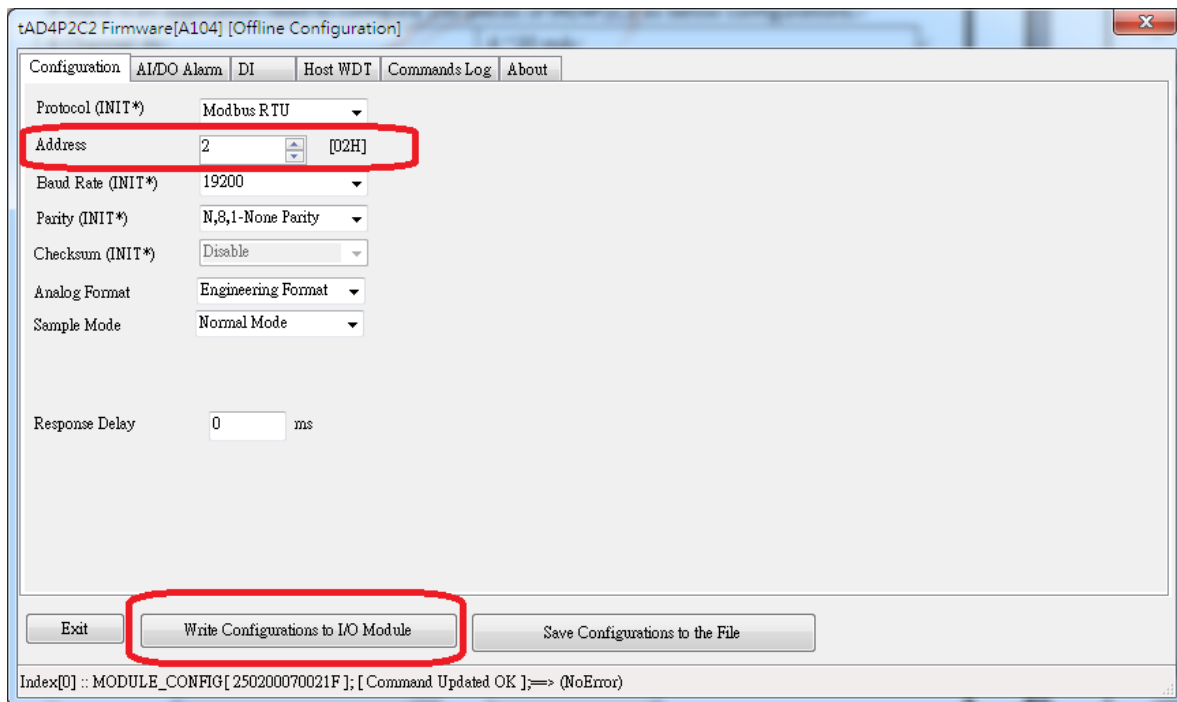 tAD4P2C2 Firmware[A104] [Offline Configuration]
Configuration AI/DO Alarm DI Host WDT Commands Log About
Protocol (INIT*) Modbus RTU
Address 2 [02H]
Baud Rate (INIT*) 19200
Parity (INIT*) N,8,1-None Parity
Checksum (INIT*) Disable
Analog Format Engineering Format
Sample Mode Normal Mode
Response Delay 0 ms
Exit Write Configurations to I/O Module Save Configurations to the File
Index[0] :: MODULE_CONFIG[ 250200070021F ]; [ Command Updated OK ];==> (NoError)